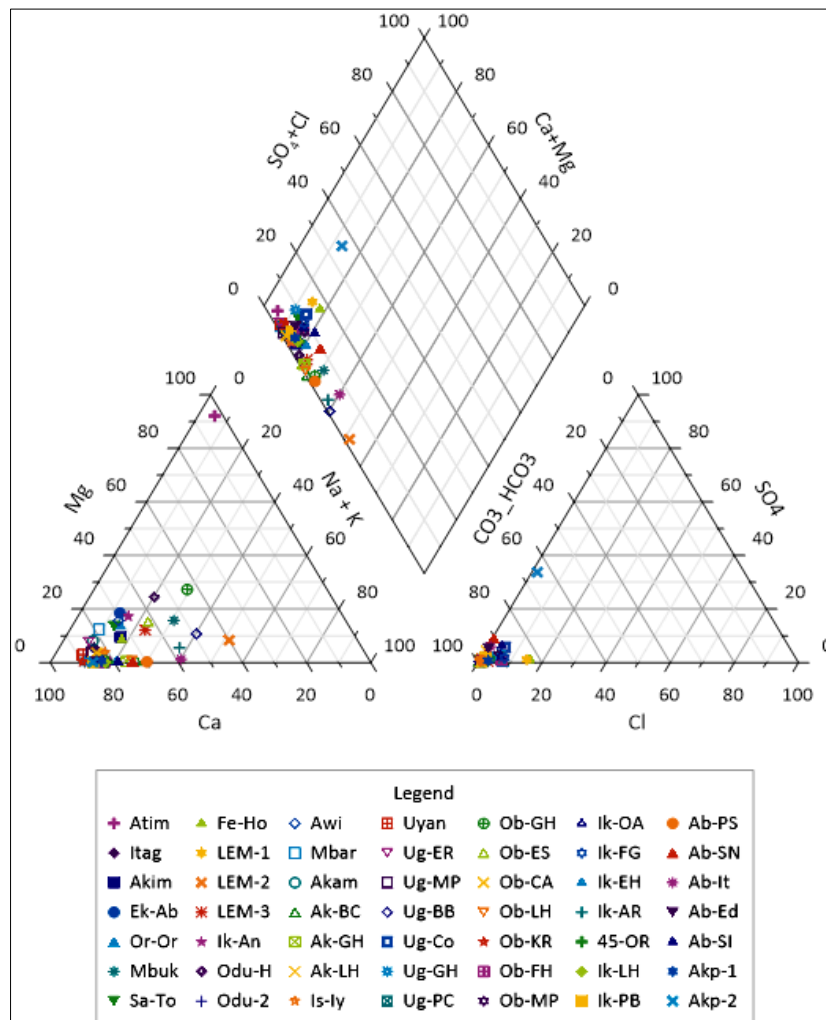 100 100
80 80
60 60
40 40
20 20
0 0
SO₄+Cl
Ca+Mg
100 0 0 100
80 20 20 80
60 40 40 60
40 60 60 40
20 80 80 20
0 100 100 0
Mg
Na + K
CO3_HCO3
SO4
100 80 60 40 20 0
0 20 40 60 80 100
Ca
Cl
Legend
Atim Fe-Ho Awi Uyan Ob-GH Ik-OA Ab-PS
Itag LEM-1 Mbar Ug-ER Ob-ES Ik-FG Ab-SN
Akim LEM-2 Akam Ug-MP Ob-CA Ik-EH Ab-It
Ek-Ab LEM-3 Ak-BC Ug-BB Ob-LH Ik-AR Ab-Ed
Or-Or Ik-An Ak-GH Ug-Co Ob-KR 45-OR Ab-SI
Mbuk Odu-H Ak-LH Ug-GH Ob-FH Ik-LH Akp-1
Sa-To Odu-2 Is-Iy Ug-PC Ob-MP Ik-PB Akp-2